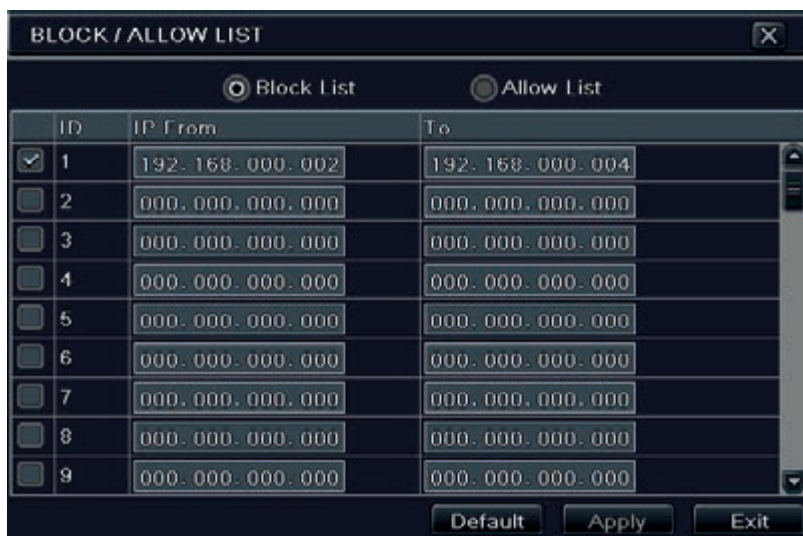 BLOCK / ALLOW LIST
Block List Allow List
ID IP From To
1 192. 168. 000. 002 192. 168. 000. 004
2 000. 000. 000. 000 000. 000. 000. 000
3 000. 000. 000. 000 000. 000. 000. 000
4 000. 000. 000. 000 000. 000. 000. 000
5 000. 000. 000. 000 000. 000. 000. 000
6 000. 000. 000. 000 000. 000. 000. 000
7 000. 000. 000. 000 000. 000. 000. 000
8 000. 000. 000. 000 000. 000. 000. 000
9 000. 000. 000. 000 000. 000. 000. 000
Default Apply Exit